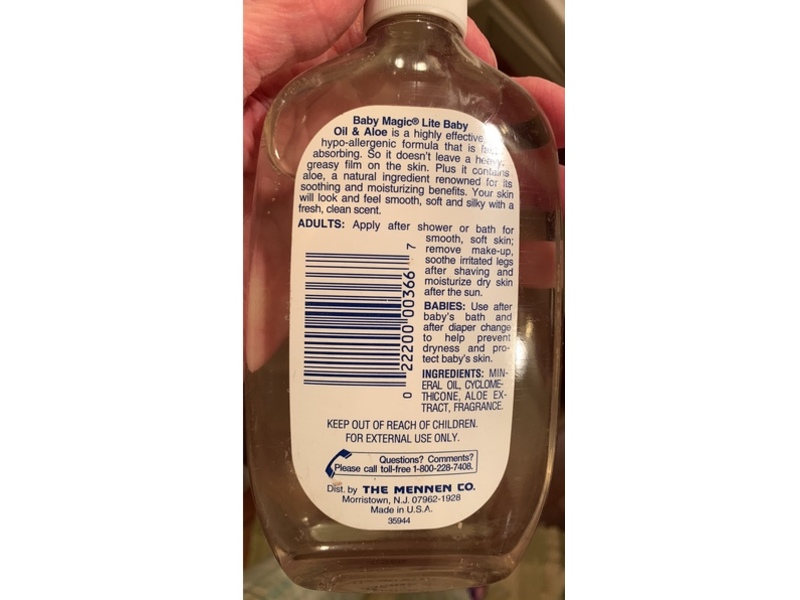 Baby Magic® Lite Baby
Oil & Aloe is a highly effective
hypo-allergenic formula that is
absorbing. So it doesn't leave a heavy,
greasy film on the skin. Plus it contains
aloe, a natural ingredient renowned for its
soothing and moisturizing benefits. Your skin
will look and feel smooth, soft and silky with a
fresh, clean scent.
ADULTS: Apply after shower or bath for
smooth, soft skin;
remove make-up,
soothe irritated legs
after shaving and
moisturize dry skin
after the sun.
BABIES: Use after
baby's bath and
after diaper change
to help prevent
dryness and pro-
tect baby's skin.
INGREDIENTS: MIN-
ERAL OIL, CYCLOME-
THICONE, ALOE EX-
TRACT, FRAGRANCE.
0 22200 00366 7
KEEP OUT OF REACH OF CHILDREN.
FOR EXTERNAL USE ONLY.
Questions? Comments?
Please call toll-free 1-800-228-7408.
Dist. by THE MENNEN CO.
Morristown, N.J. 07962-1928
Made in U.S.A.
35944